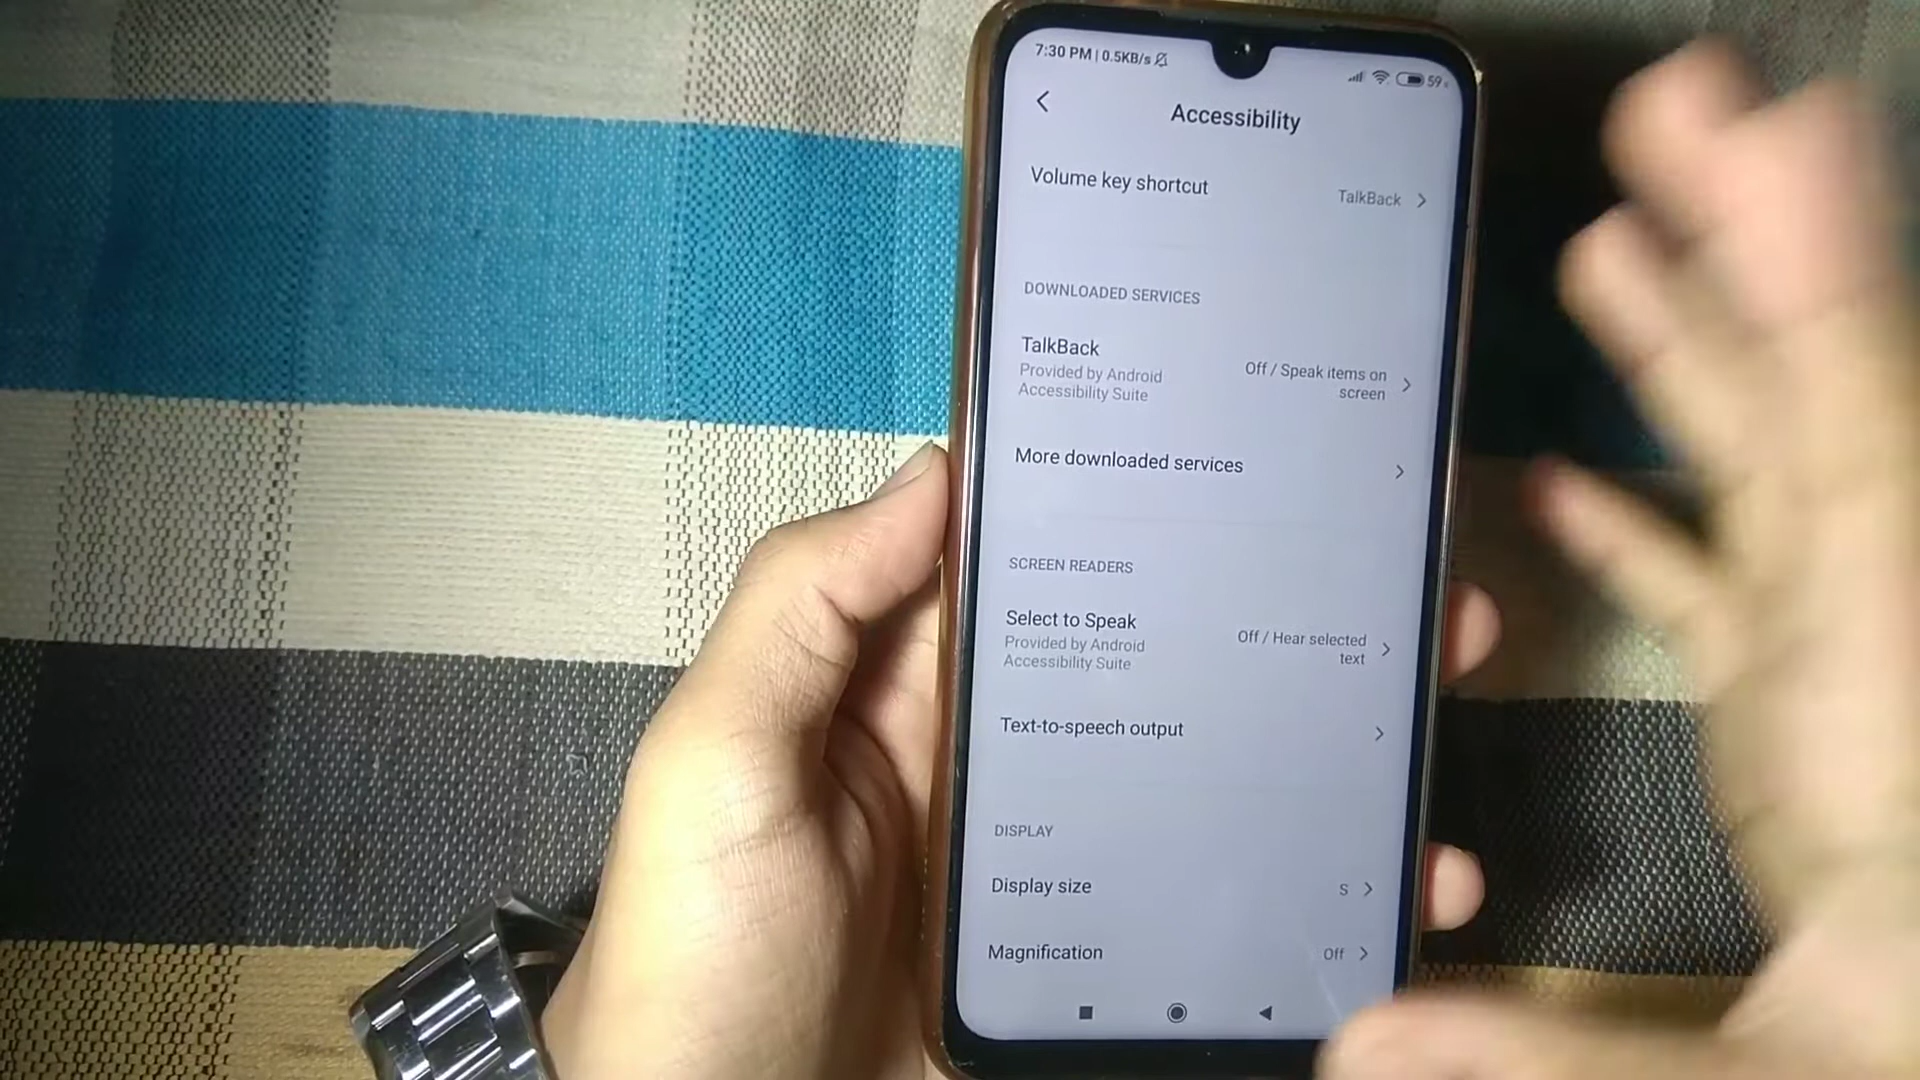 7:30 PM | 0.5KB/s
59
Accessibility
Volume key shortcut
TalkBack
DOWNLOADED SERVICES
TalkBack
Provided by Android
Accessibility Suite
Off / Speak items on
screen
More downloaded services
SCREEN READERS
Select to Speak
Provided by Android
Accessibility Suite
Off / Hear selected
text
Text-to-speech output
DISPLAY
Display size
S
Magnification
Off